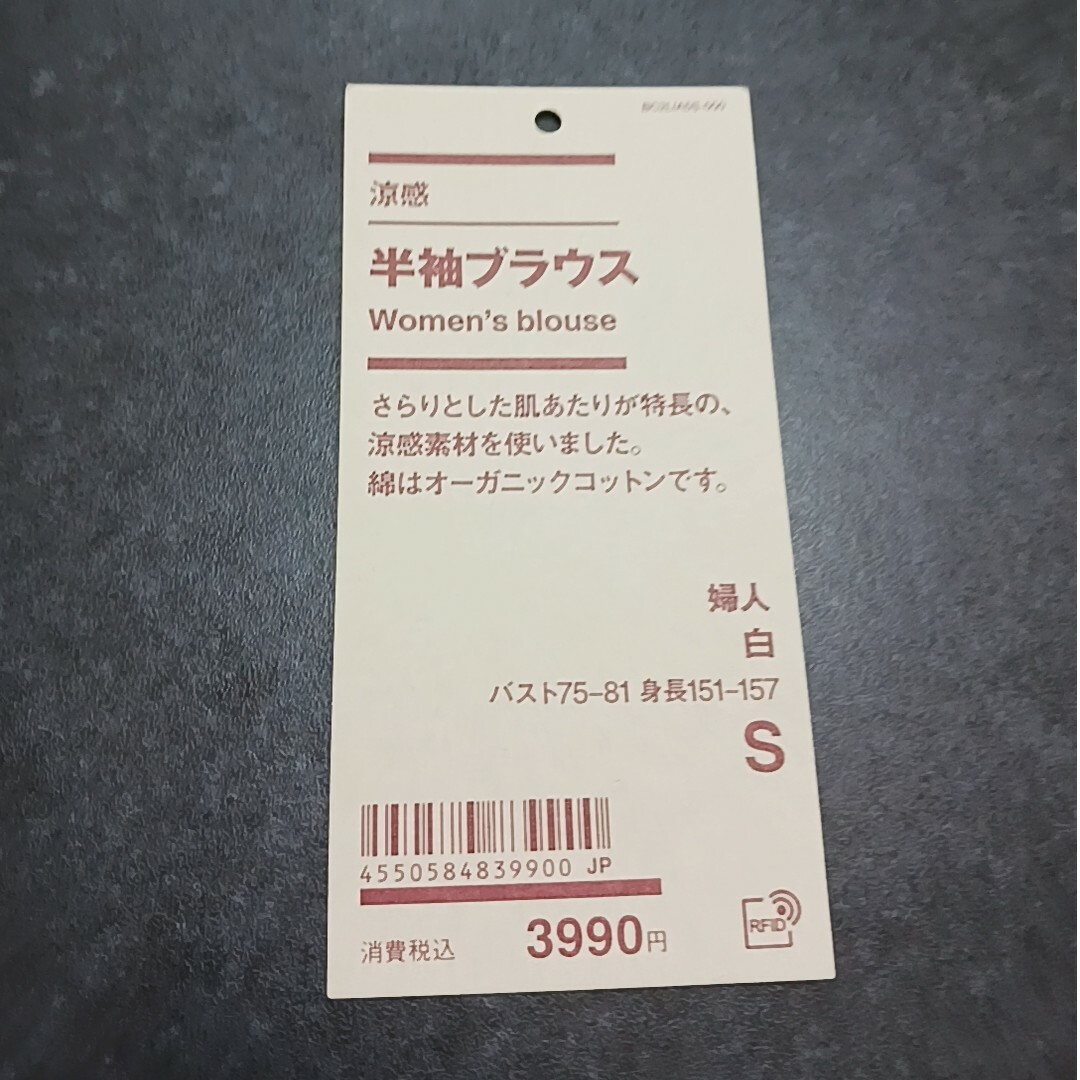 涼感
半袖ブラウス
Women's blouse
さらりとした肌あたりが特長の、
涼感素材を使いました。
綿はオーガニックコットンです。
婦人
白
バスト75–81 身長151–157
S
4550584839900 JP
消費税込 3990円
RFID